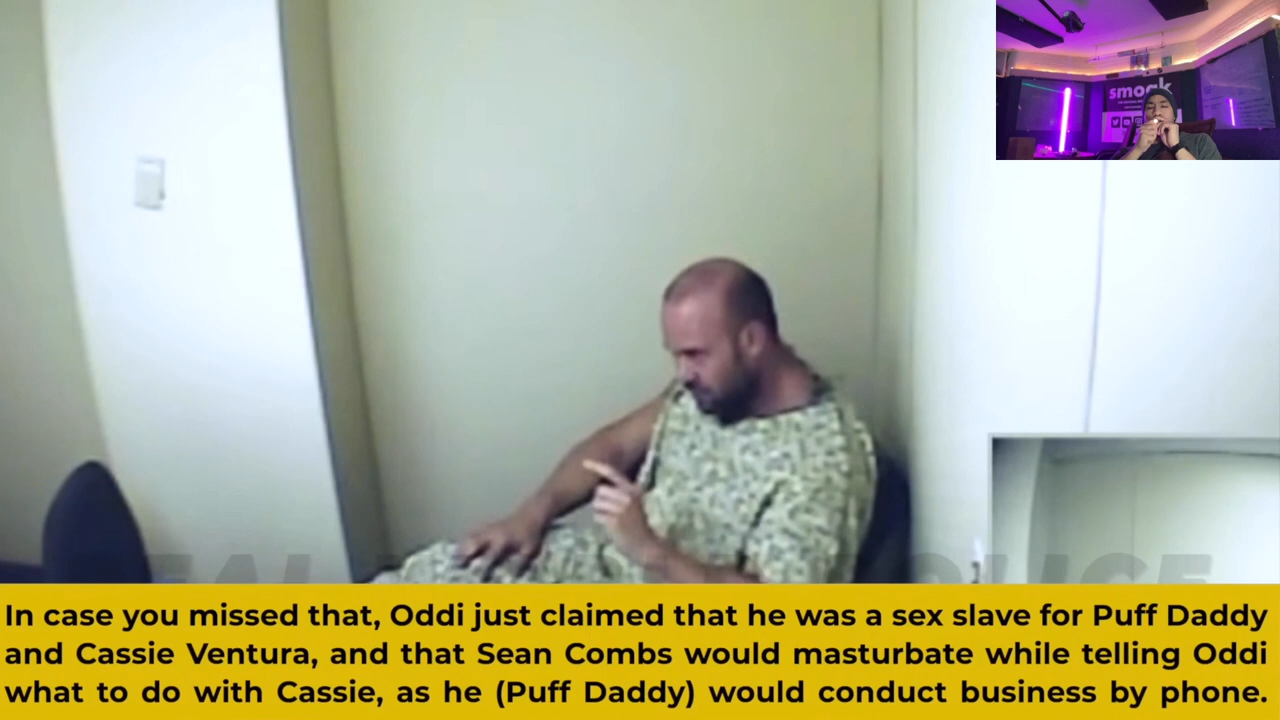 smoak
In case you missed that, Oddi just claimed that he was a sex slave for Puff Daddy
and Cassie Ventura, and that Sean Combs would masturbate while telling Oddi
what to do with Cassie, as he (Puff Daddy) would conduct business by phone.